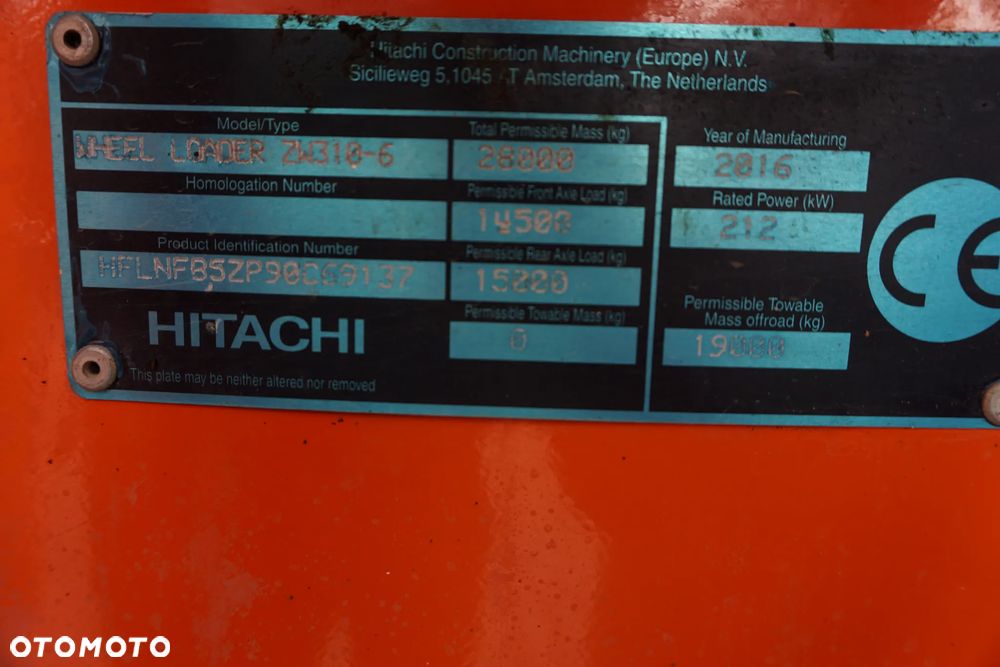 Hitachi Construction Machinery (Europe) N.V.
Sicilieweg 5,1045 AT Amsterdam, The Netherlands
Model/Type
WHEEL LOADER ZW310-6
Homologation Number
Product Identification Number
HITACHI
This plate may be neither altered nor removed
Total Permissible Mass (kg)
28000
Permissible Front Axle Load (kg)
14500
Permissible Rear Axle Load (kg)
15000
Permissible Towable Mass (kg)
0
Year of Manufacturing
2016
Rated Power (kW)
212
Permissible Towable
Mass offroad (kg)
19000
CE
OTOMOTO